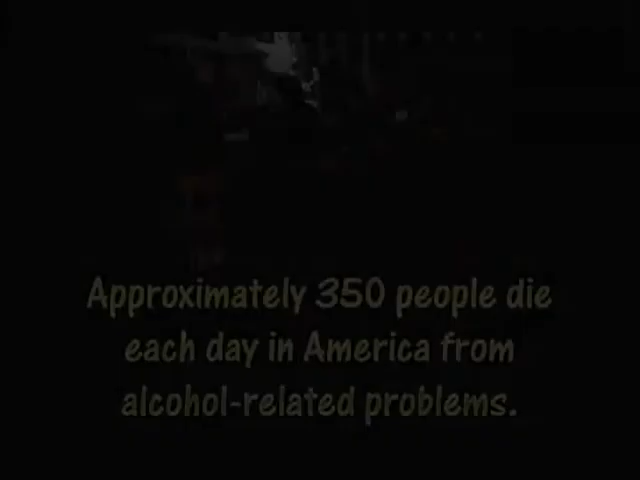 Approximately 350 people die
each day in America from
alcohol-related problems.